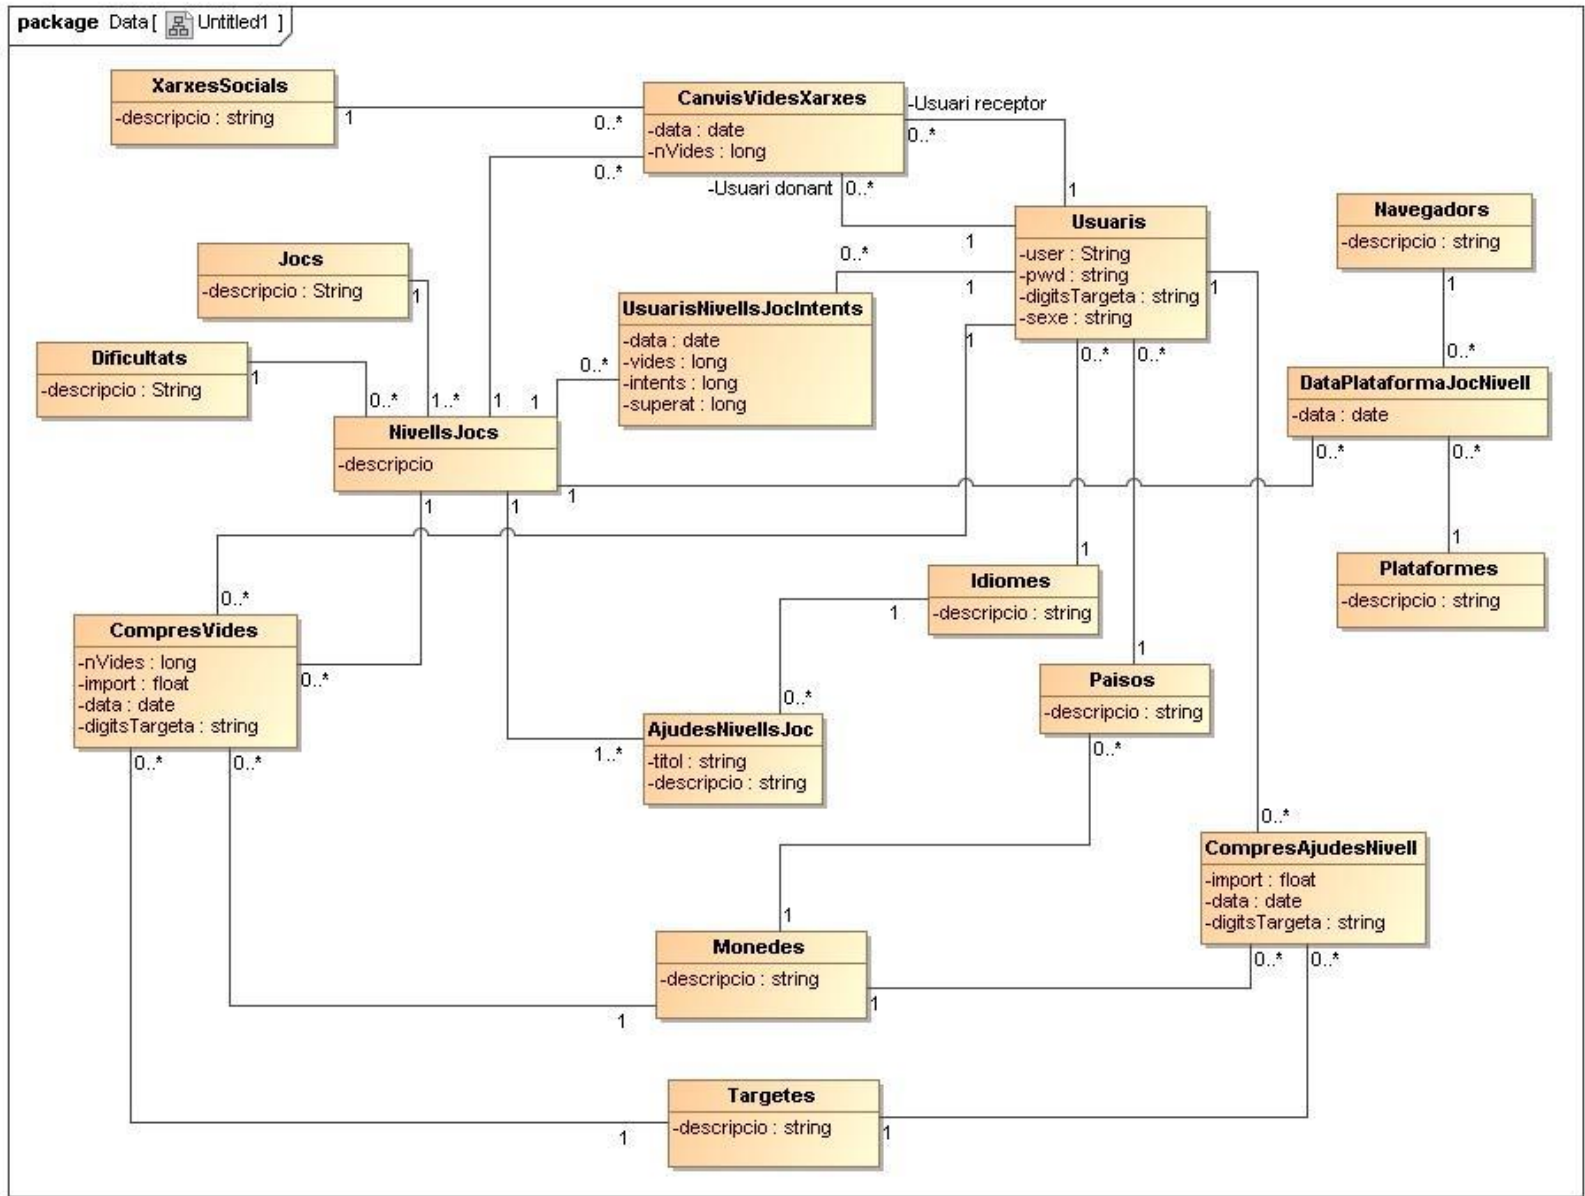 package Data [ Untitled1 ]
XarxesSocials
-descripcio : string
1
0..*
CanvisVidesXarxes
-data : date
-nVides : long
-Usuari receptor
0..*
1
0..*
-Usuari donant
0..*
1
Usuaris
-user : String
-pwd : string
-digitsTargeta : string
-sexe : string
0..*
1
1
1
0..*
0..*
Navegadors
-descripcio : string
1
0..*
Jocs
-descripcio : String
1
1..*
Dificultats
-descripcio : String
1
0..*
UsuarisNivellsJocIntents
-data : date
-vides : long
-intents : long
-superat : long
0..*
1
1
NivellsJocs
-descripcio
1
1
1
DataPlataformaJocNivell
-data : date
0..*
0..*
1
Plataformes
-descripcio : string
1
Idiomes
-descripcio : string
1
0..*
CompresVides
-nVides : long
-import : float
-data : date
-digitsTargeta : string
0..*
0..*
0..*
1
Paisos
-descripcio : string
0..*
0..*
AjudesNivellsJoc
-titol : string
-descripcio : string
1..*
0..*
CompresAjudesNivell
-import : float
-data : date
-digitsTargeta : string
0..*
0..*
1
Monedes
-descripcio : string
1
1
Targetes
-descripcio : string
1
1